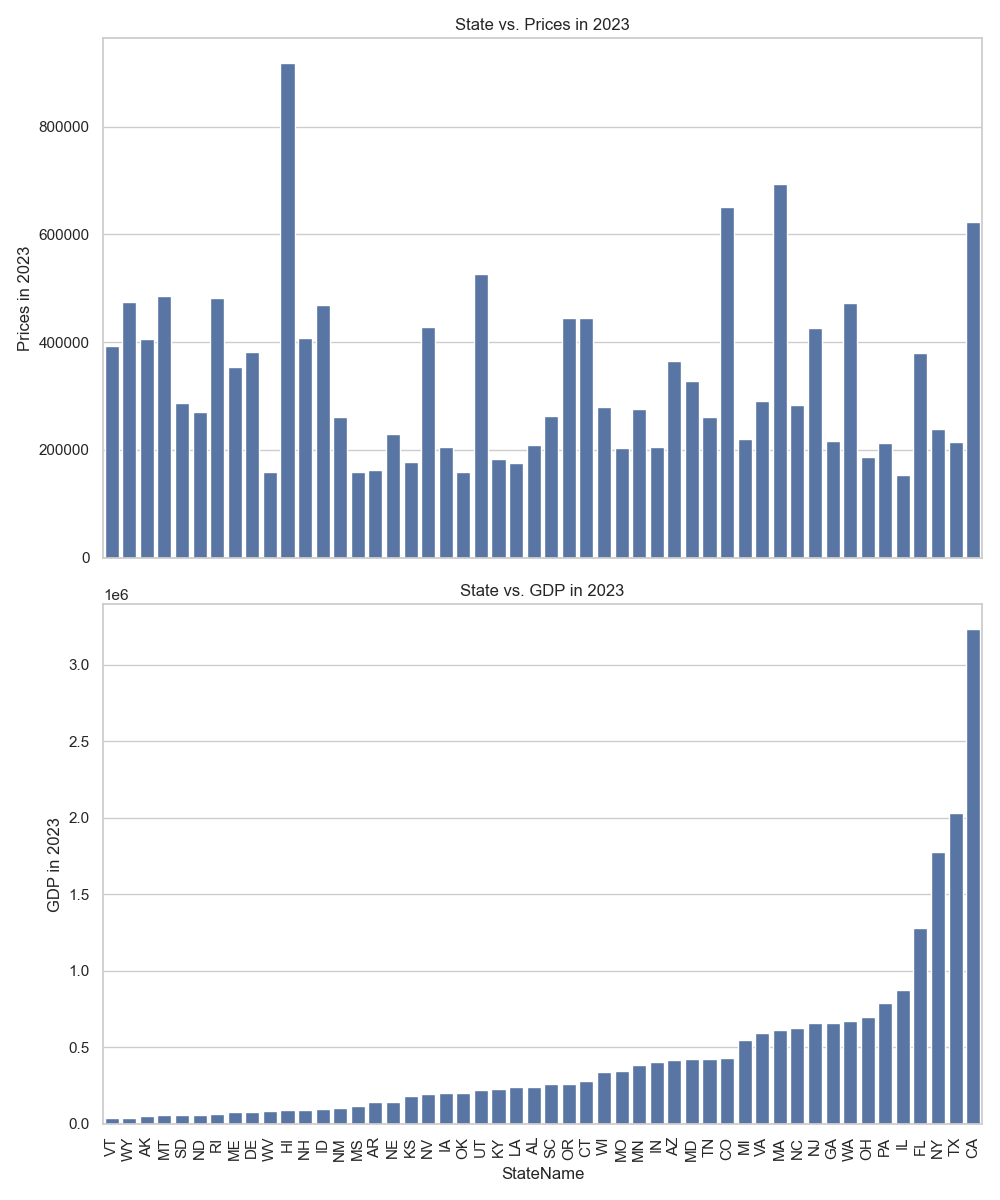 State vs. Prices in 2023
Prices in 2023
800000
600000
400000
200000
0
State vs. GDP in 2023
1e6
GDP in 2023
3.0
2.5
2.0
1.5
1.0
0.5
0.0
VT WY AK MT SD ND RI ME DE WV HI NH ID NM MS AR NE KS NV IA OK UT KY LA AL SC OR CT WI MO MN IN AZ MD TN CO MI VA MA NC NJ GA WA OH PA IL FL NY TX CA
StateName